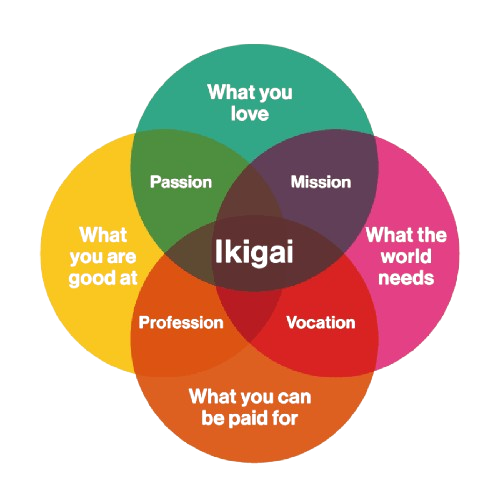 What you
love
Passion
Mission
What
you are
good at
Ikigai
What the
world
needs
Profession
Vocation
What you can
be paid for